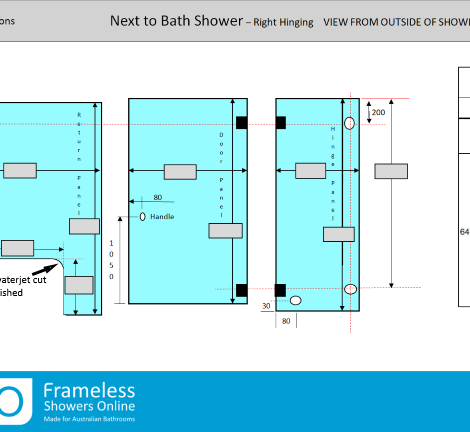 ons
Next to Bath Shower – Right Hinging VIEW FROM OUTSIDE OF SHOW
200
Return Panel
Door Panel
Hinge Panel
80
Handle
1050
64
waterjet cut
ished
30
80
Frameless
Showers Online
Made for Australian Bathrooms